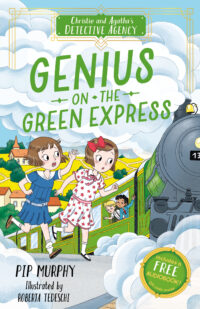 Christie and Agatha's
DETECTIVE AGENCY
GENIUS
ON • THE
GREEN EXPRESS
13
Includes a
FREE
AUDIOBOOK!
PIP MURPHY
Illustrated by
ROBERTA TEDESCHI